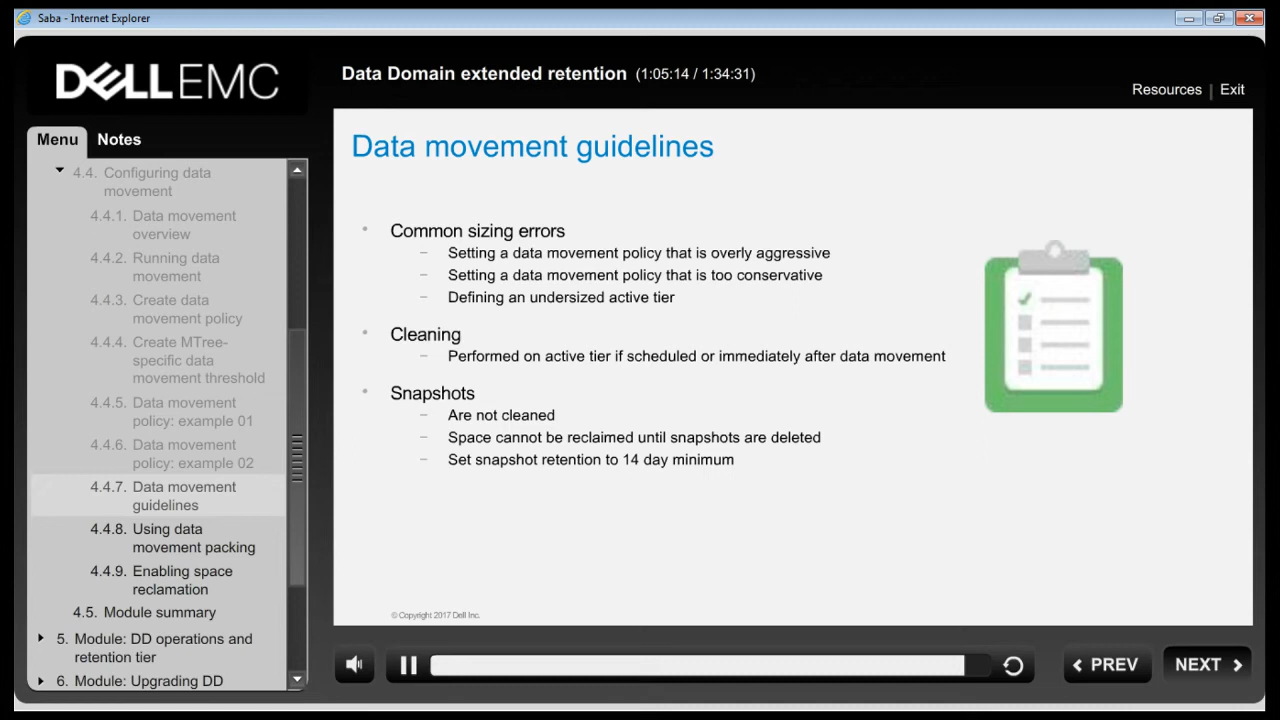 Saba - Internet Explorer
DELLEMC
Data Domain extended retention (1:05:14 / 1:34:31)
Resources | Exit
Menu Notes
4.4. Configuring data
movement
4.4.1. Data movement
overview
4.4.2. Running data
movement
4.4.3. Create data
movement policy
4.4.4. Create MTree-
specific data
movement threshold
4.4.5. Data movement
policy: example 01
4.4.6. Data movement
policy: example 02
4.4.7. Data movement
guidelines
4.4.8. Using data
movement packing
4.4.9. Enabling space
reclamation
4.5. Module summary
5. Module: DD operations and
retention tier
6. Module: Upgrading DD
Data movement guidelines
• Common sizing errors
– Setting a data movement policy that is overly aggressive
– Setting a data movement policy that is too conservative
– Defining an undersized active tier
• Cleaning
– Performed on active tier if scheduled or immediately after data movement
• Snapshots
– Are not cleaned
– Space cannot be reclaimed until snapshots are deleted
– Set snapshot retention to 14 day minimum
© Copyright 2017 Dell Inc.
PREV
NEXT